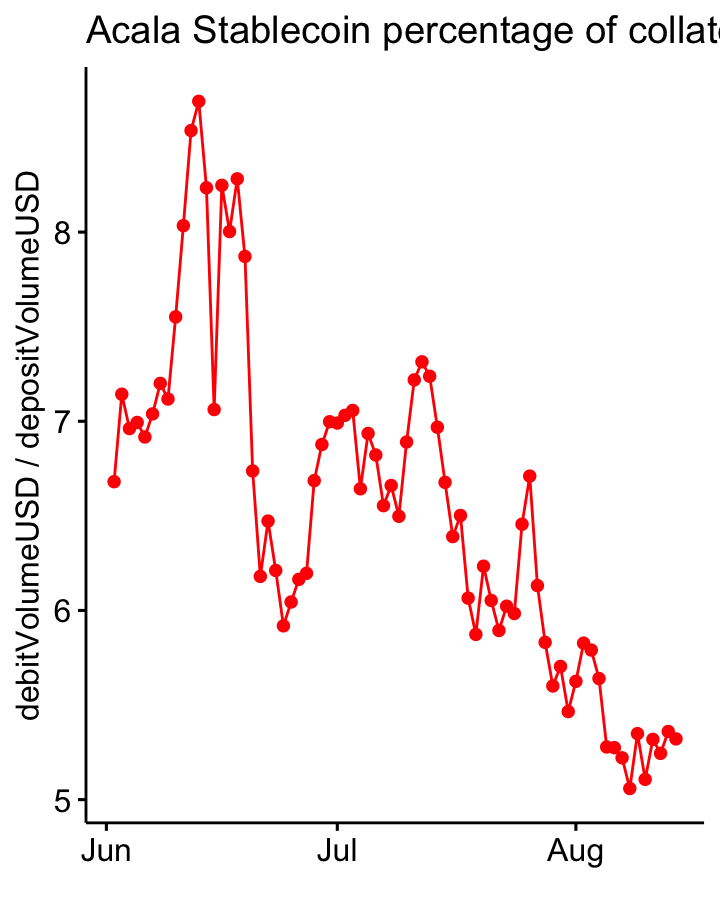 Acala Stablecoin percentage of collat
debitVolumeUSD / depositVolumeUSD
8
7
6
5
Jun
Jul
Aug